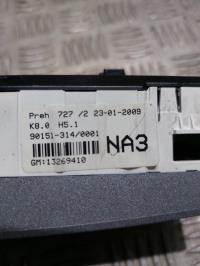 Preh 727 /2 23-01-2009
K8.0 H5.1
90151-314/0001
NA3
GM:13269410